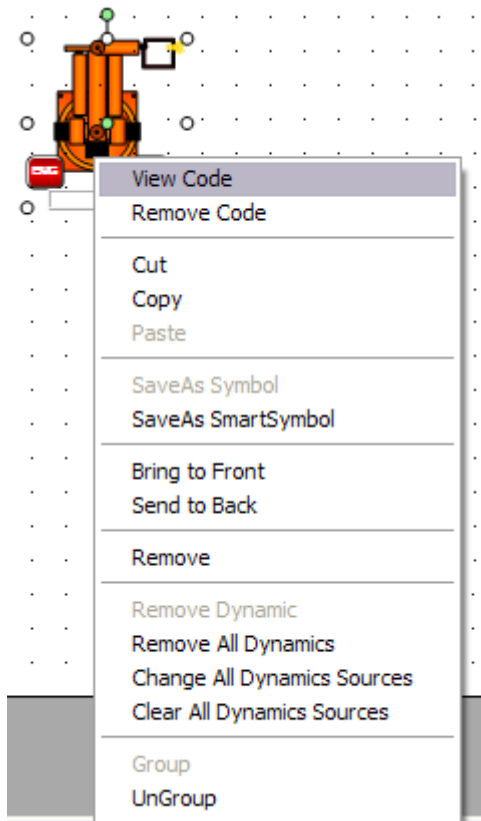 View Code
Remove Code
Cut
Copy
Paste
SaveAs Symbol
SaveAs SmartSymbol
Bring to Front
Send to Back
Remove
Remove Dynamic
Remove All Dynamics
Change All Dynamics Sources
Clear All Dynamics Sources
Group
UnGroup